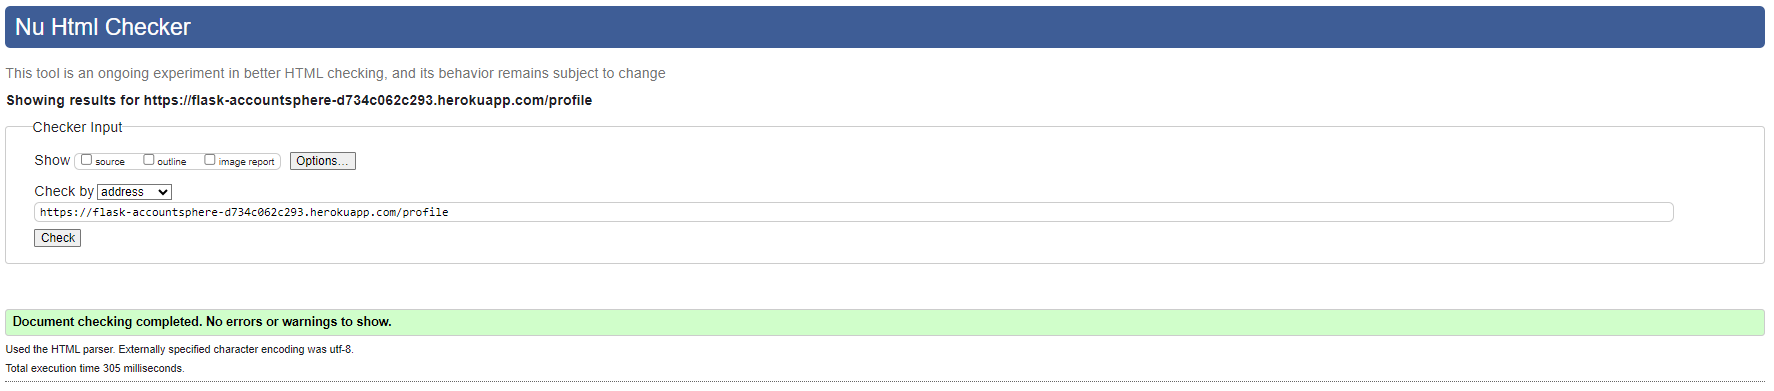 Nu Html Checker
This tool is an ongoing experiment in better HTML checking, and its behavior remains subject to change
Showing results for https://flask-accountsphere-d734c062c293.herokuapp.com/profile
Checker Input
Show source outline image report Options...
Check by address
https://flask-accountsphere-d734c062c293.herokuapp.com/profile
Check
Document checking completed. No errors or warnings to show.
Used the HTML parser. Externally specified character encoding was utf-8.
Total execution time 305 milliseconds.